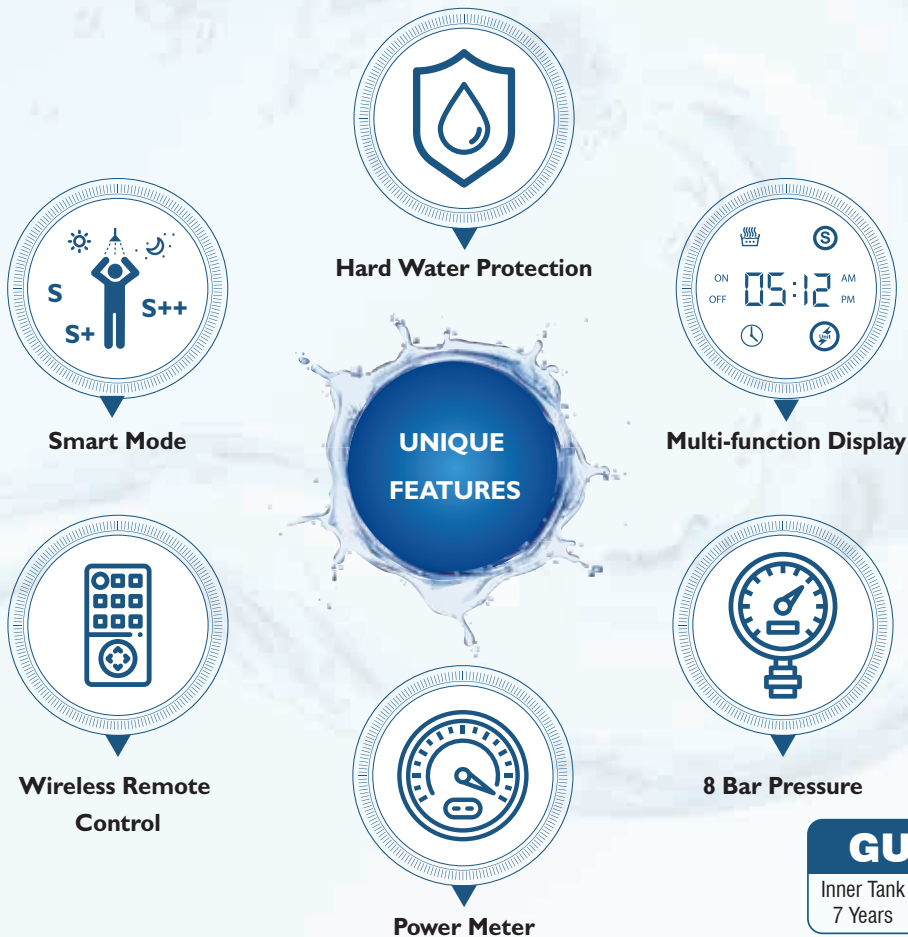 Hard Water Protection
S
S+
S++
Smart Mode
S
ON
OFF
05:12
AM
PM
Unit
Multi-function Display
UNIQUE
FEATURES
Wireless Remote
Control
8 Bar Pressure
Power Meter
GU
Inner Tank
7 Years